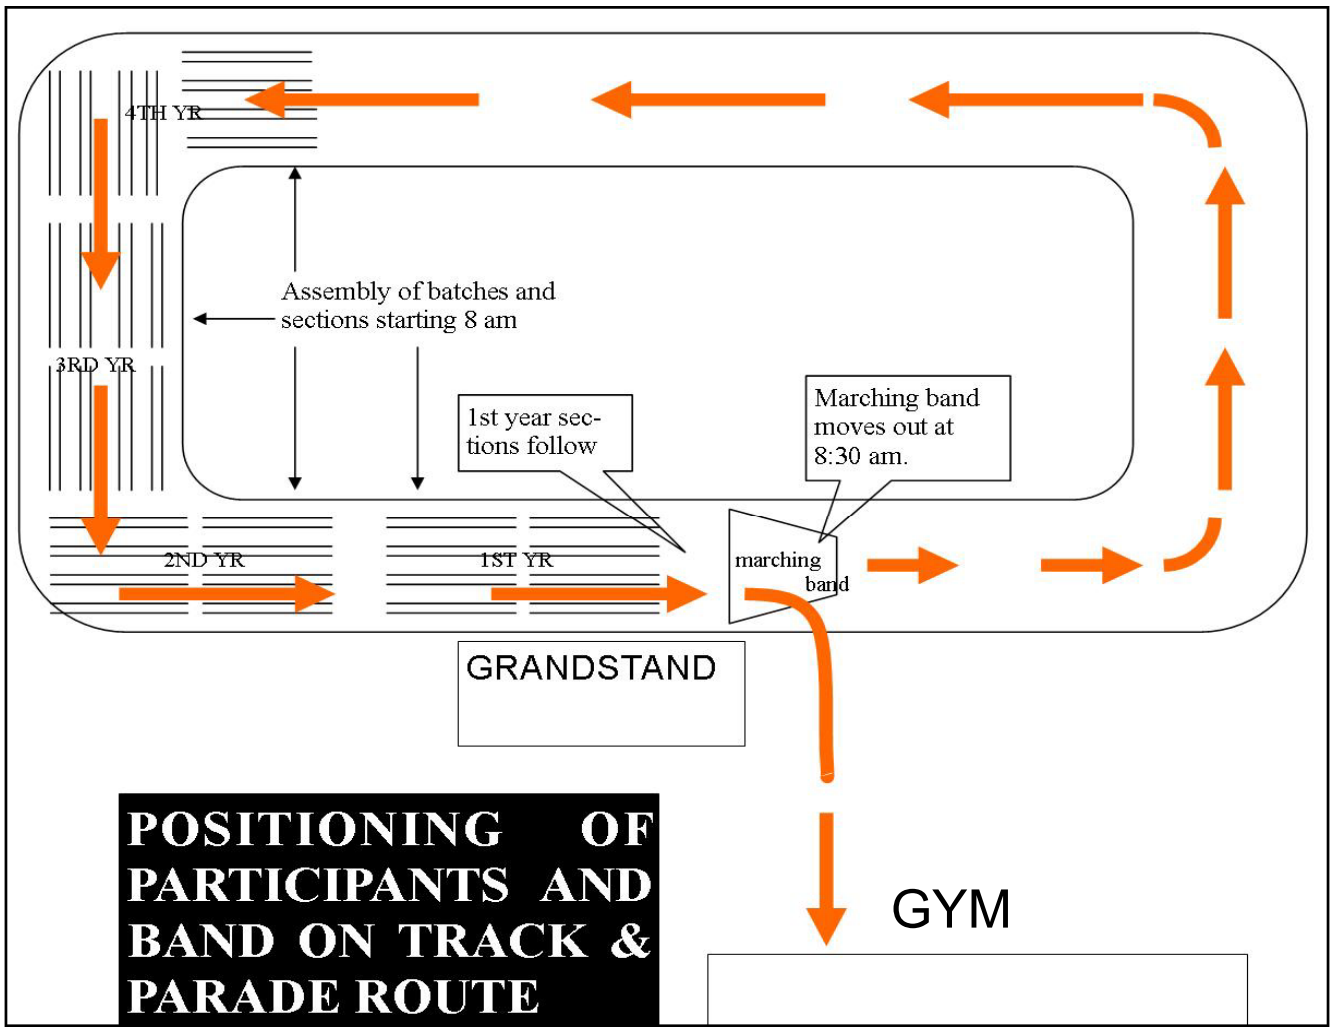 4TH YR
Assembly of batches and
sections starting 8 am
3RD YR
1st year sec-
tions follow
Marching band
moves out at
8:30 am.
2ND YR
1ST YR
marching
band
GRANDSTAND
POSITIONING OF
PARTICIPANTS AND
BAND ON TRACK &
PARADE ROUTE
GYM